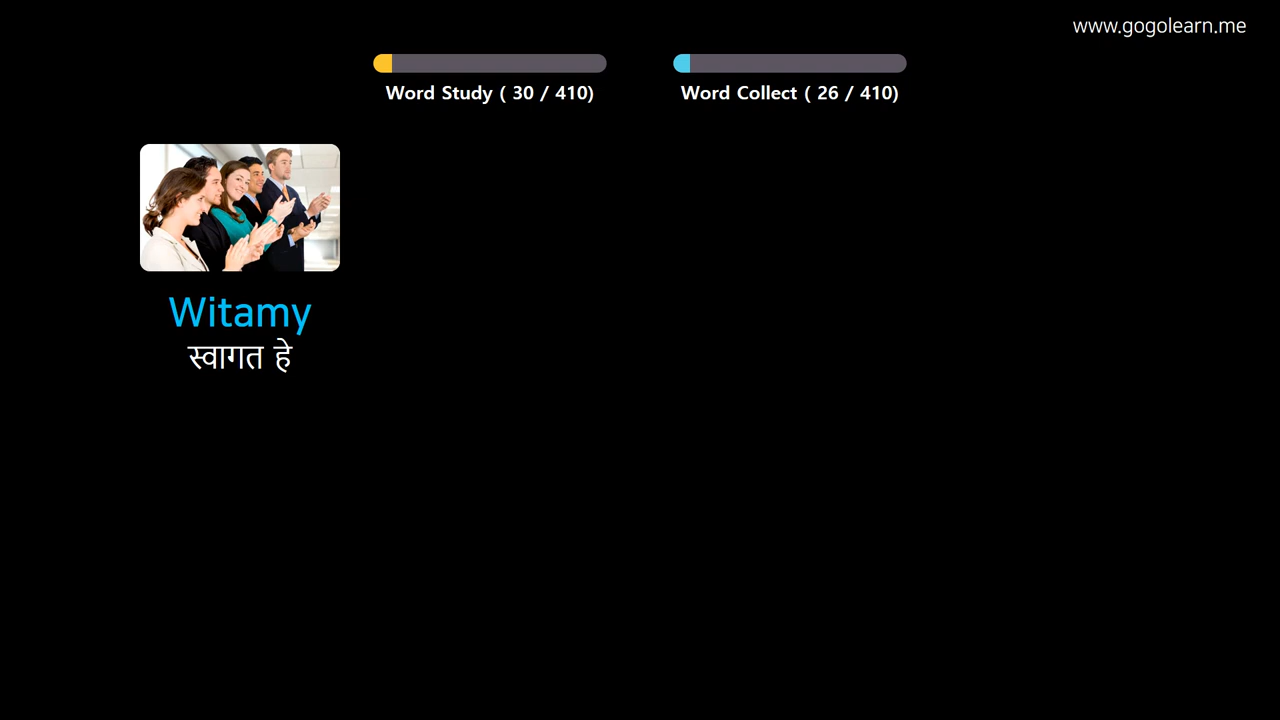 www.gogolearn.me
Word Study ( 30 / 410)
Word Collect ( 26 / 410)
Witamy
स्वागत हे